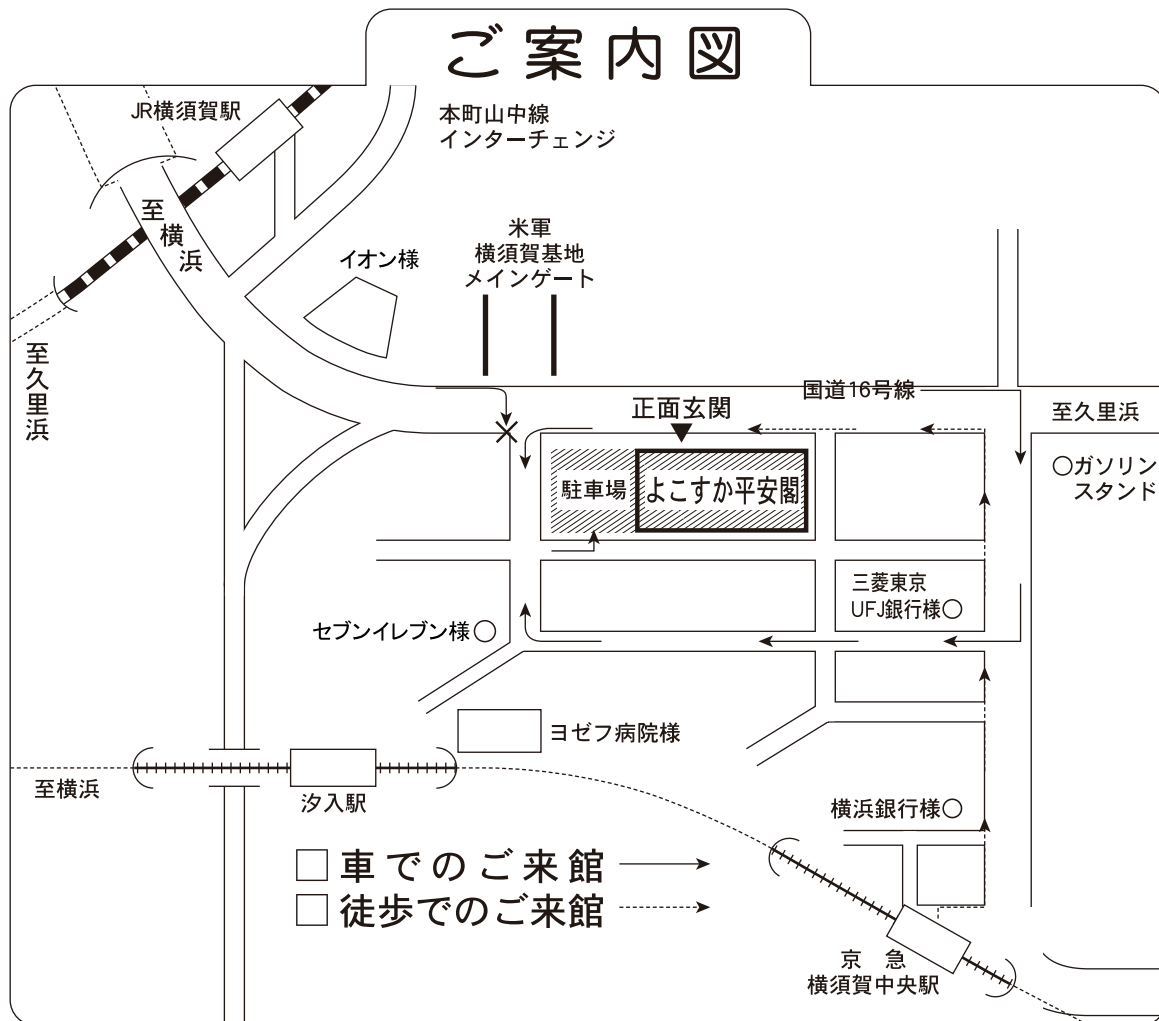 ご案内図
JR横須賀駅
本町山中線
インターチェンジ
至横浜
米軍
横須賀基地
メインゲート
イオン様
至久里浜
国道16号線
正面玄関
至久里浜
駐車場
よこすか平安閣
○ガソリン
スタンド
三菱東京
UFJ銀行様○
セブンイレブン様○
ヨゼフ病院様
至横浜
汐入駅
横浜銀行様○
□車でのご来館
□徒歩でのご来館
京急
横須賀中央駅